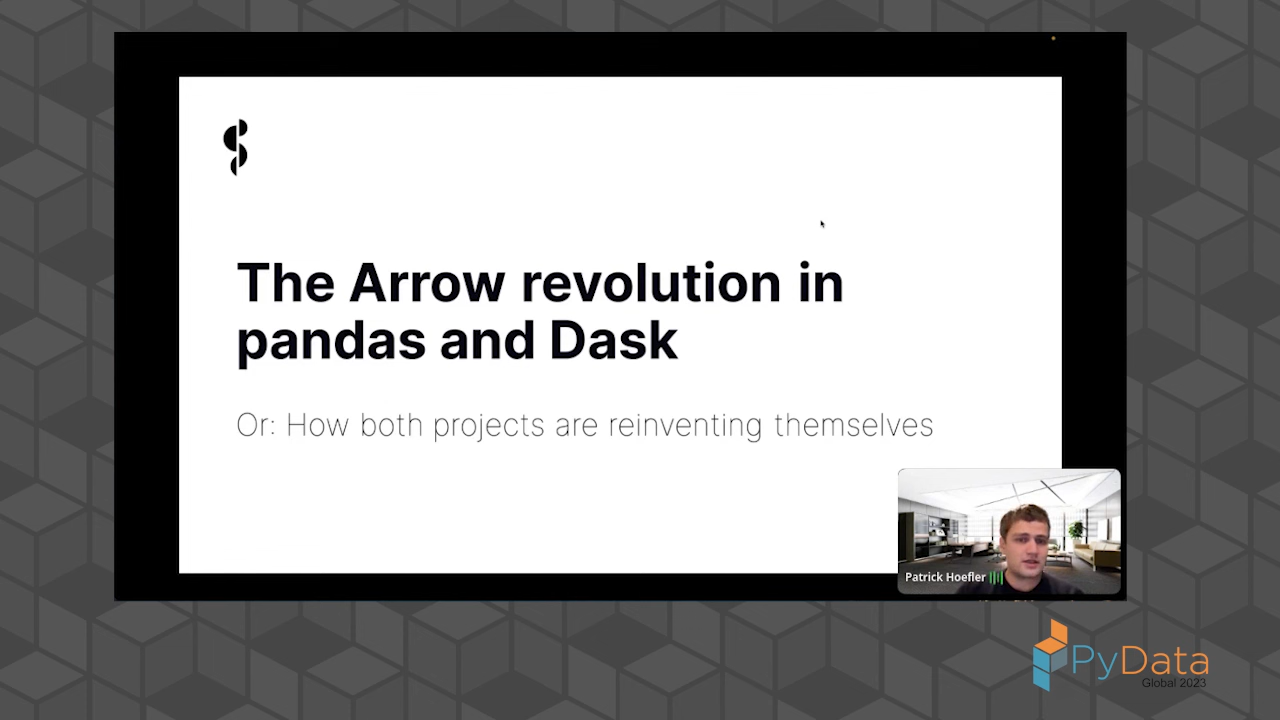 The Arrow revolution in
pandas and Dask
Or: How both projects are reinventing themselves
Patrick Hoefler
PyData
Global 2023